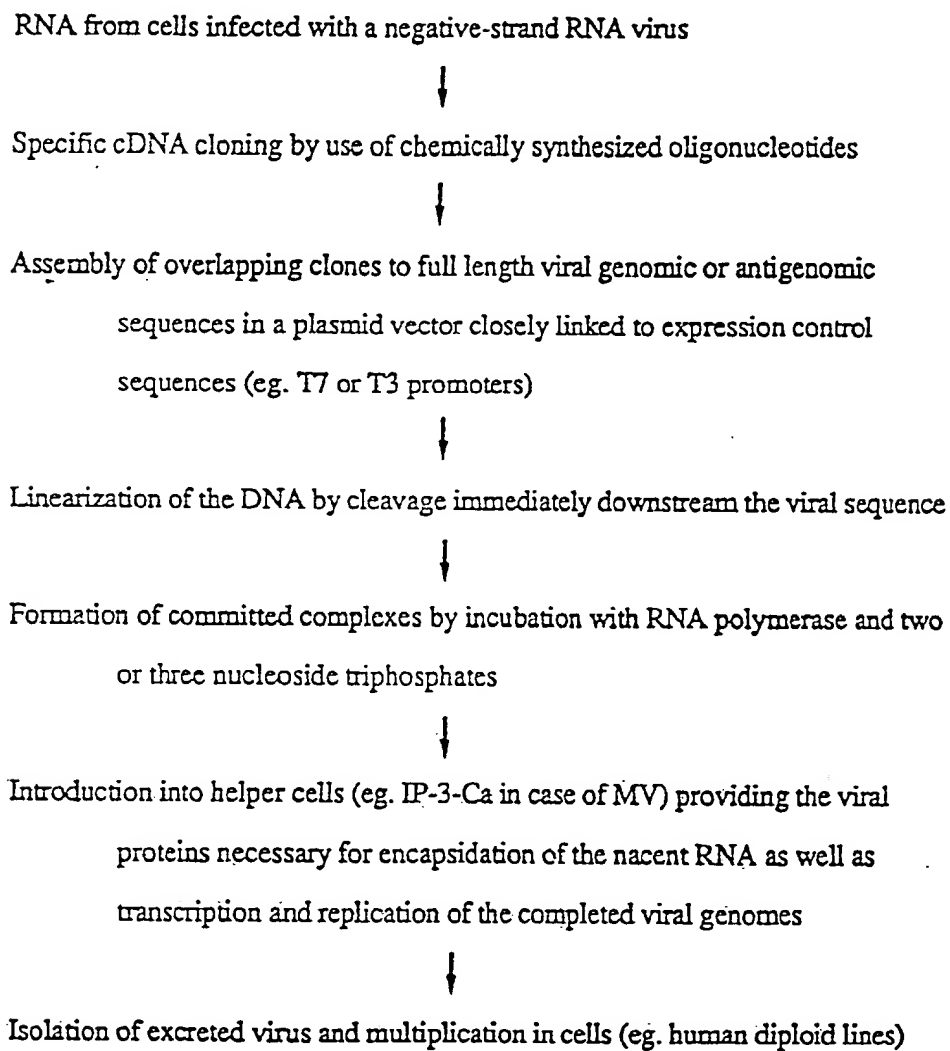 RNA from cells infected with a negative-strand RNA virus
Specific cDNA cloning by use of chemically synthesized oligonucleotides
Assembly of overlapping clones to full length viral genomic or antigenomic
sequences in a plasmid vector closely linked to expression control
sequences (eg. T7 or T3 promoters)
Linearization of the DNA by cleavage immediately downstream the viral sequence
Formation of committed complexes by incubation with RNA polymerase and two
or three nucleoside triphosphates
Introduction into helper cells (eg. IP-3-Ca in case of MV) providing the viral
proteins necessary for encapsidation of the nacent RNA as well as
transcription and replication of the completed viral genomes
Isolation of excreted virus and multiplication in cells (eg. human diploid lines)